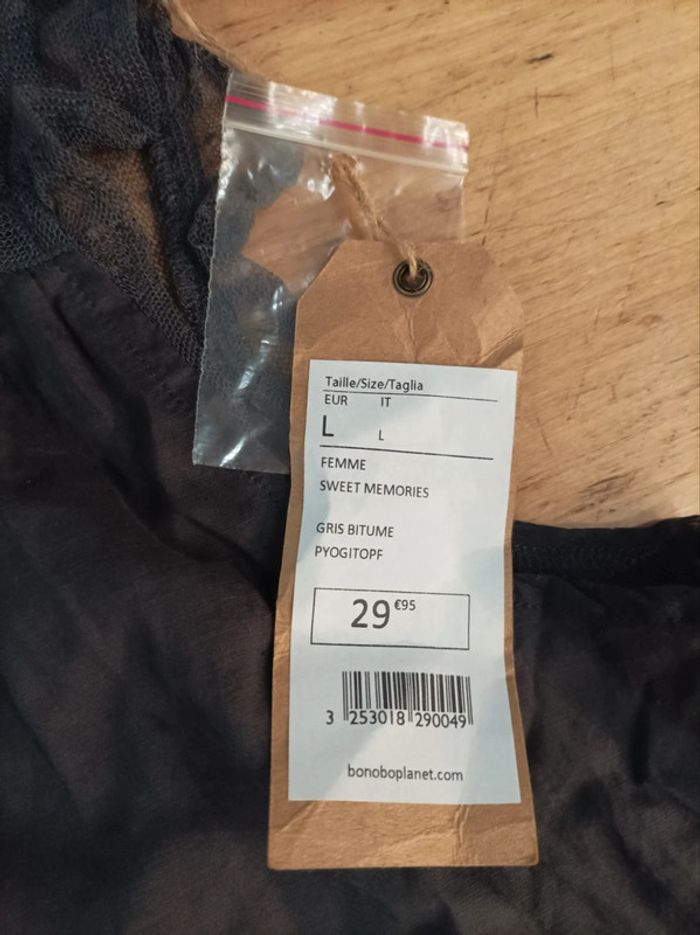 Taille/Size/Taglia
EUR IT
L L
FEMME
SWEET MEMORIES
GRIS BITUME
PYOGITOPF
29€95
3 253018 290049
bonoboplanet.com